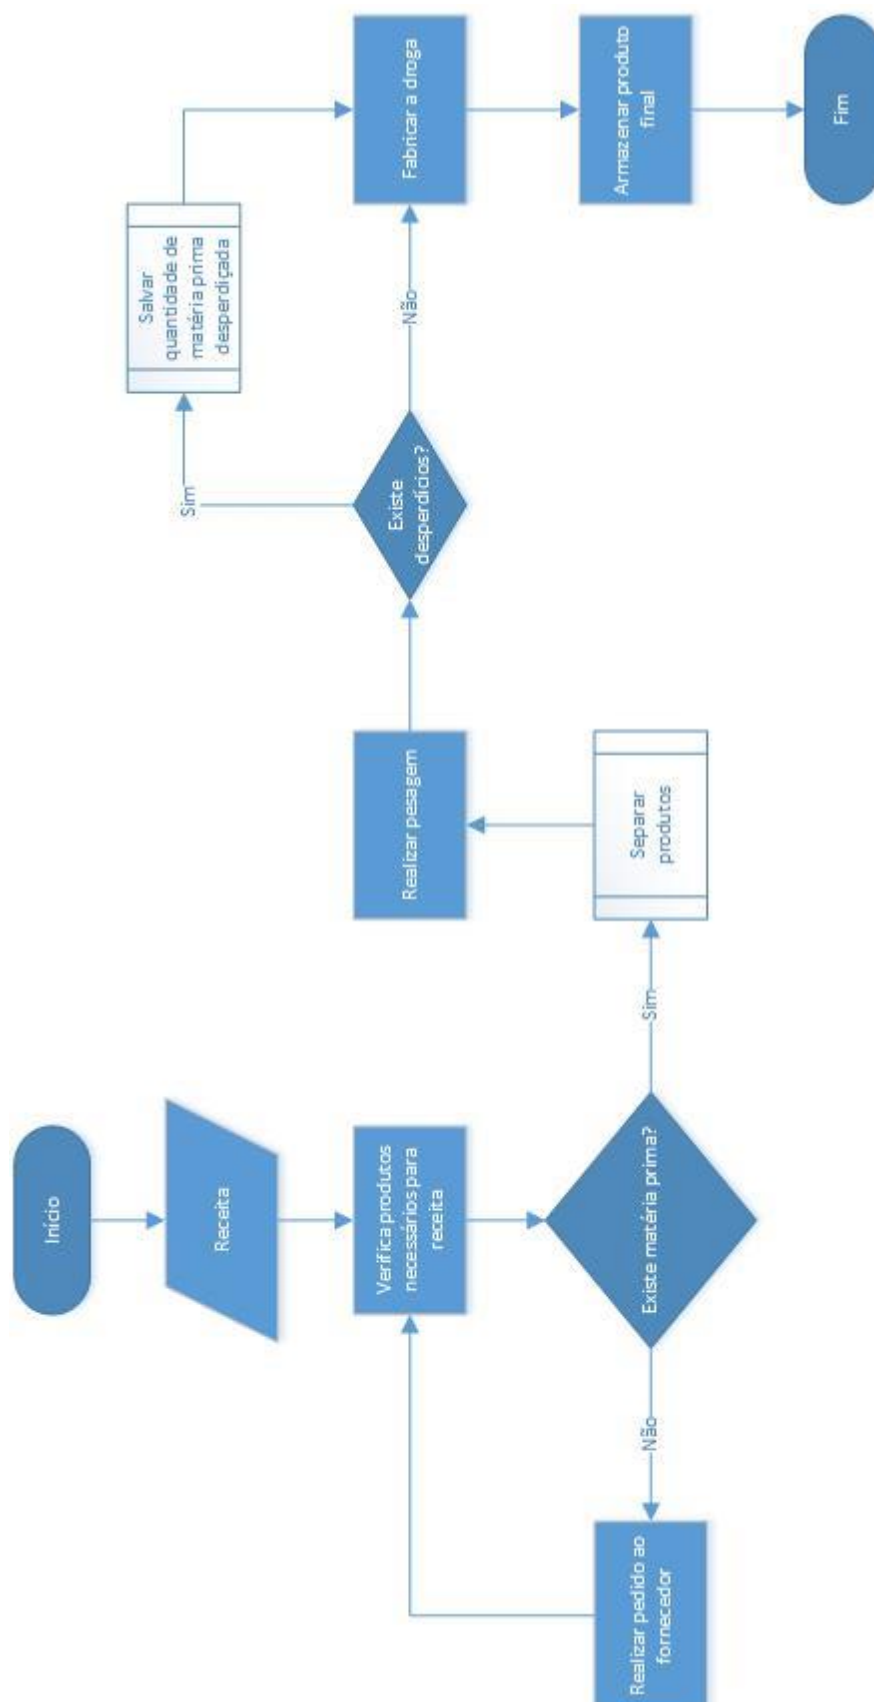 Início
Receita
Verifica produtos
necessários para
receita
Existe matéria prima?
Não
Realizar pedido ao
fornecedor
Sim
Separar
produtos
Realizar pesagem
Existe
desperdícios?
Sim
Salvar
quantidade de
matéria prima
desperdiçada
Não
Fabricar a droga
Armazenar produto
final
Fim